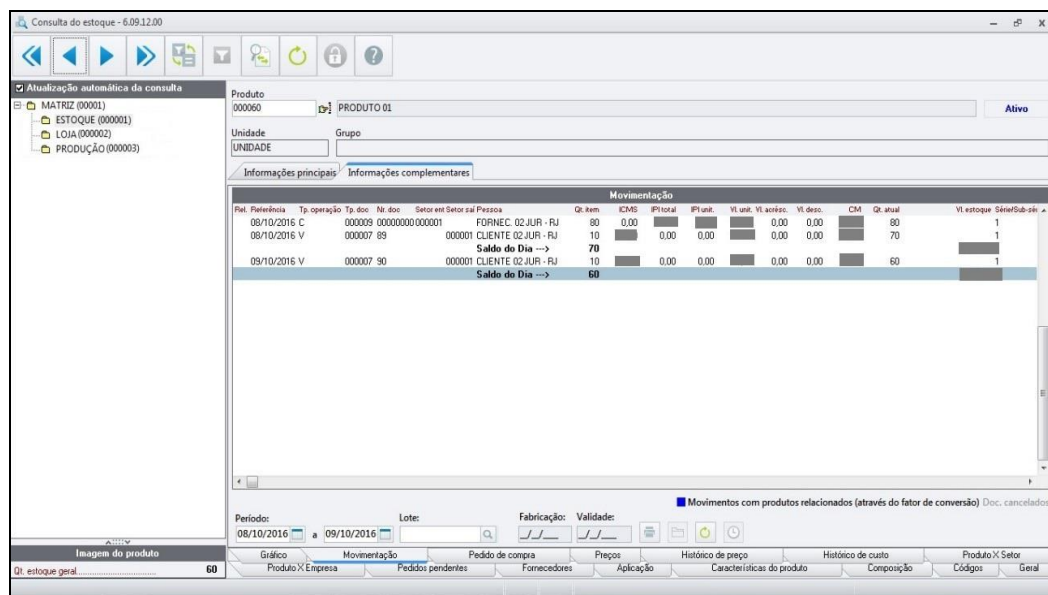 Consulta do estoque - 6.09.12.00
Atualização automática da consulta
MATRIZ (00001)
ESTOQUE (000001)
LOJA (000002)
PRODUÇÃO (000003)
Produto
000060 PRODUTO 01 Ativo
Unidade Grupo
UNIDADE
Informações principais Informações complementares
Movimentação
Rel. Referência Tp. operação Tp. doc Nr. doc Setor ent Setor saí Pessoa Qt. item ICMS IPI total IPI unit. Vl. unit. Vl. acrésc. Vl. desc. CM Qt. atual Vl. estoque Série/Sub-sér
08/10/2016 C 000009 00000000 000001 FORNEC. 02 JUR - RJ 80 0,00 0,00 0,00 80 1
08/10/2016 V 000007 89 000001 CLIENTE 02 JUR - RJ 10 0,00 0,00 0,00 0,00 70 1
Saldo do Dia ---> 70
09/10/2016 V 000007 90 000001 CLIENTE 02 JUR - RJ 10 0,00 0,00 0,00 0,00 60 1
Saldo do Dia ---> 60
Movimentos com produtos relacionados (através do fator de conversão) Doc. cancelados
Período: Lote: Fabricação: Validade:
08/10/2016 a 09/10/2016 _/_/__ _/_/__
Gráfico Movimentação Pedido de compra Preços Histórico de preço Histórico de custo Produto X Setor
Produto X Empresa Pedidos pendentes Fornecedores Aplicação Características do produto Composição Códigos Geral
Imagem do produto
Qt. estoque geral................................ 60